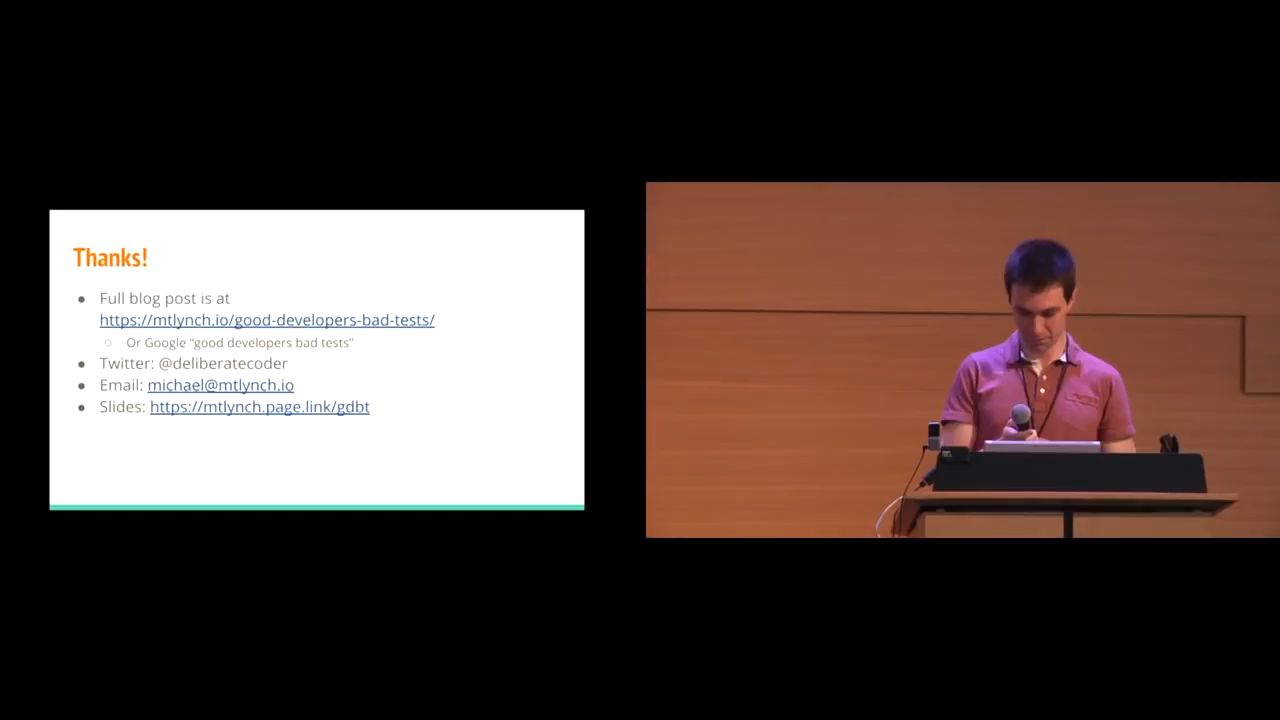 Thanks!
● Full blog post is at
https://mtlynch.io/good-developers-bad-tests/
○ Or Google “good developers bad tests”
● Twitter: @deliberatecoder
● Email: michael@mtlynch.io
● Slides: https://mtlynch.page.link/gdbt